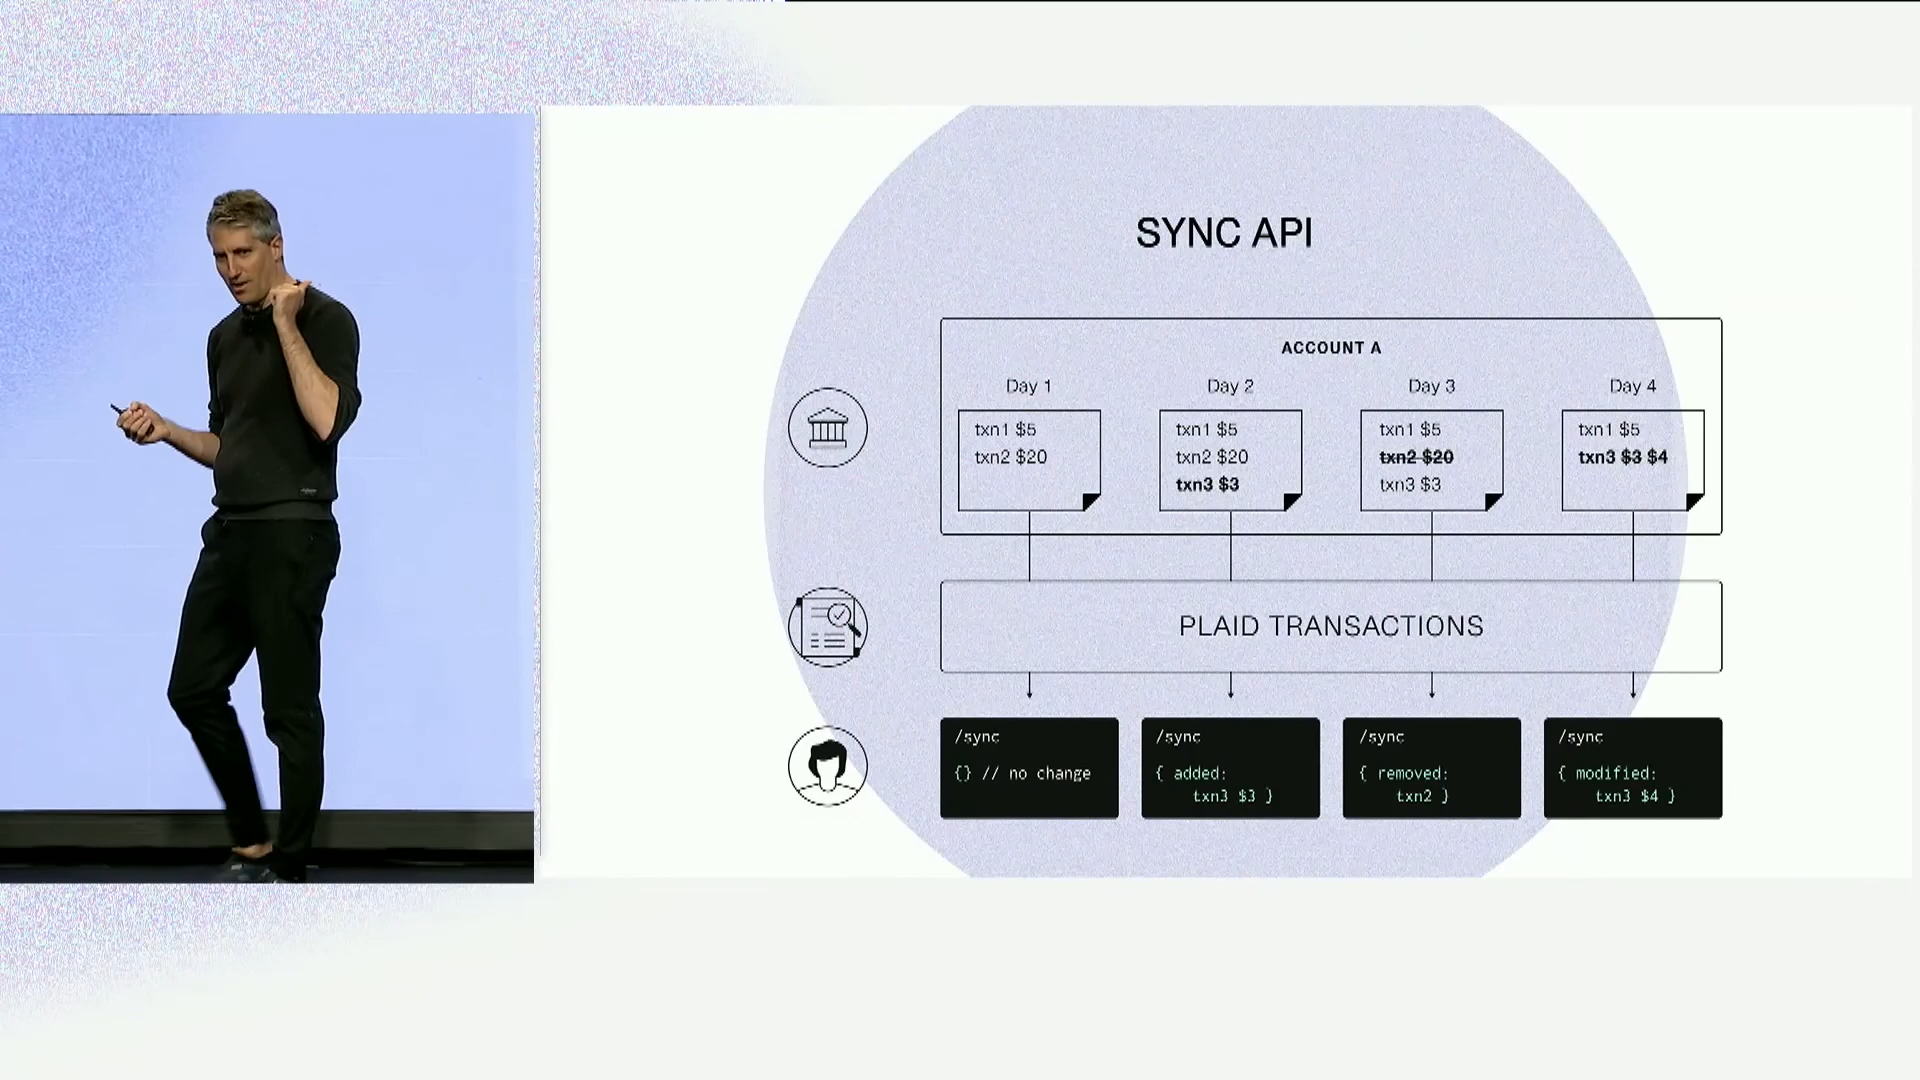 SYNC API
ACCOUNT A
Day 1
txn1 $5
txn2 $20
Day 2
txn1 $5
txn2 $20
txn3 $3
Day 3
txn1 $5
txn2 $20
txn3 $3
Day 4
txn1 $5
txn3 $3 $4
PLAID TRANSACTIONS
/sync
{} // no change
/sync
{ added:
txn3 $3 }
/sync
{ removed:
txn2 }
/sync
{ modified:
txn3 $4 }